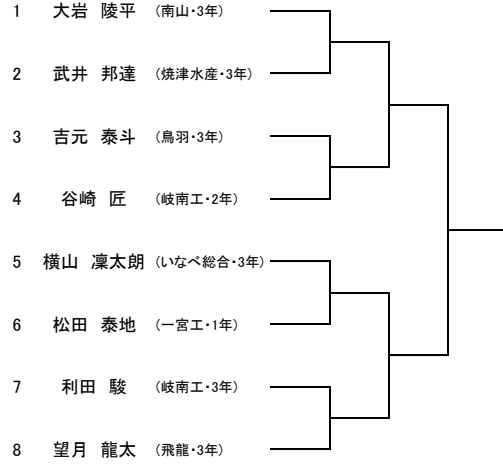 1 大岩 陵平 (南山・3年)
2 武井 邦達 (焼津水産・3年)
3 吉元 泰斗 (鳥羽・3年)
4 谷崎 匠 (岐南工・2年)
5 横山 凜太朗 (いなべ総合・3年)
6 松田 泰地 (一宮工・1年)
7 利田 駿 (岐南工・3年)
8 望月 龍太 (飛龍・3年)